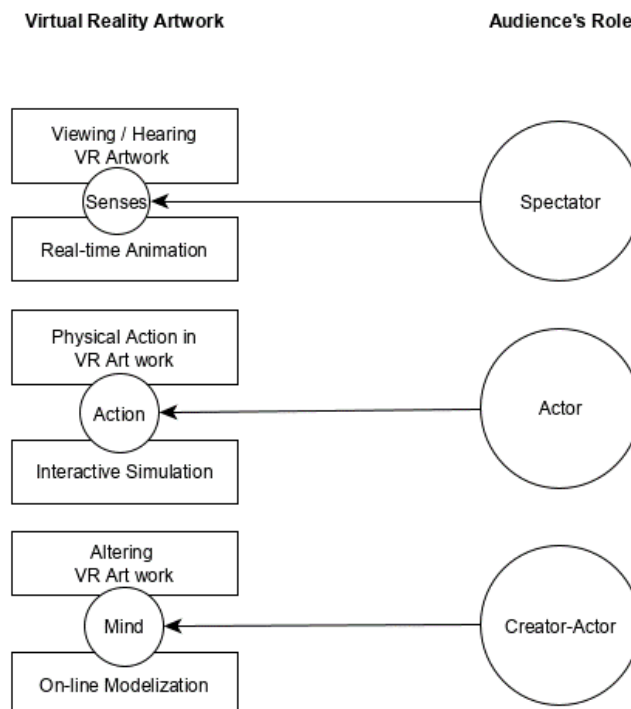 Virtual Reality Artwork
Audience's Role
Viewing / Hearing
VR Artwork
Senses
Spectator
Real-time Animation
Physical Action in
VR Art work
Action
Actor
Interactive Simulation
Altering
VR Art work
Mind
Creator-Actor
On-line Modelization